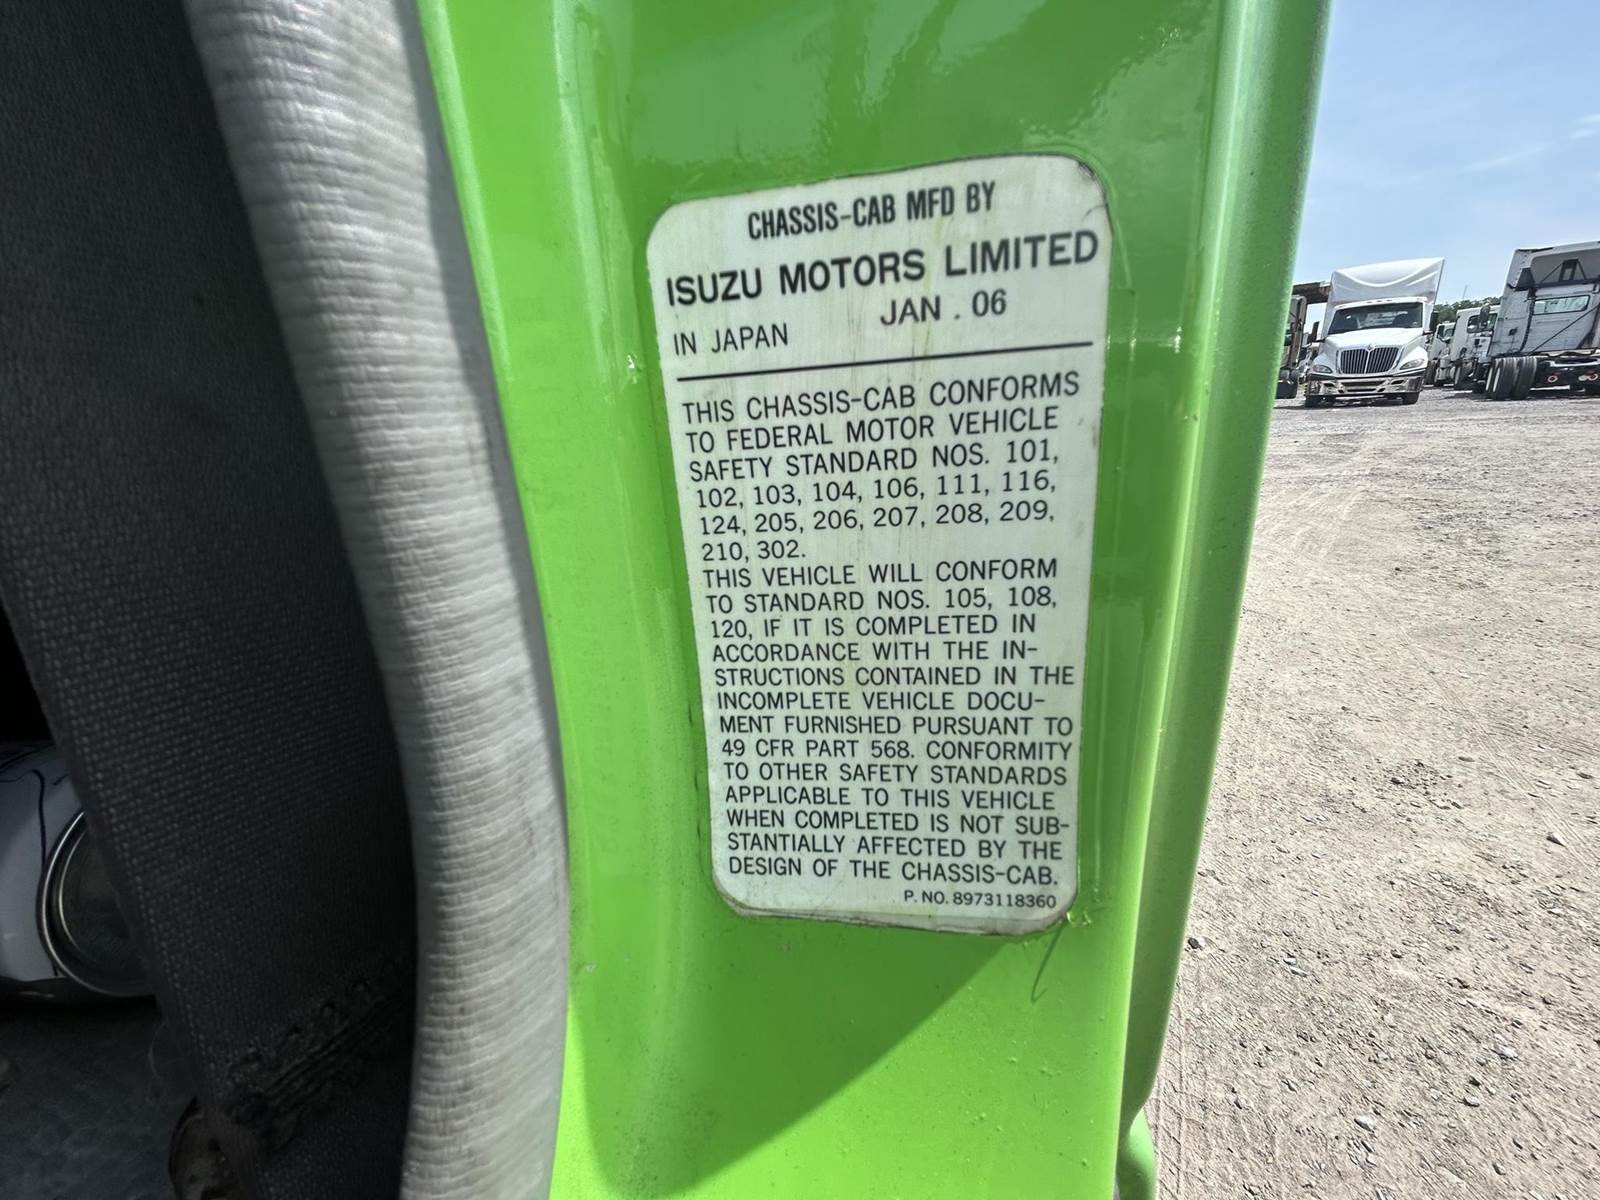 CHASSIS-CAB MFD BY
ISUZU MOTORS LIMITED
IN JAPAN JAN . 06
THIS CHASSIS-CAB CONFORMS
TO FEDERAL MOTOR VEHICLE
SAFETY STANDARD NOS. 101,
102, 103, 104, 106, 111, 116,
124, 205, 206, 207, 208, 209,
210, 302.
THIS VEHICLE WILL CONFORM
TO STANDARD NOS. 105, 108,
120, IF IT IS COMPLETED IN
ACCORDANCE WITH THE IN-
STRUCTIONS CONTAINED IN THE
INCOMPLETE VEHICLE DOCU-
MENT FURNISHED PURSUANT TO
49 CFR PART 568. CONFORMITY
TO OTHER SAFETY STANDARDS
APPLICABLE TO THIS VEHICLE
WHEN COMPLETED IS NOT SUB-
STANTIALLY AFFECTED BY THE
DESIGN OF THE CHASSIS-CAB.
P. NO. 8973118360